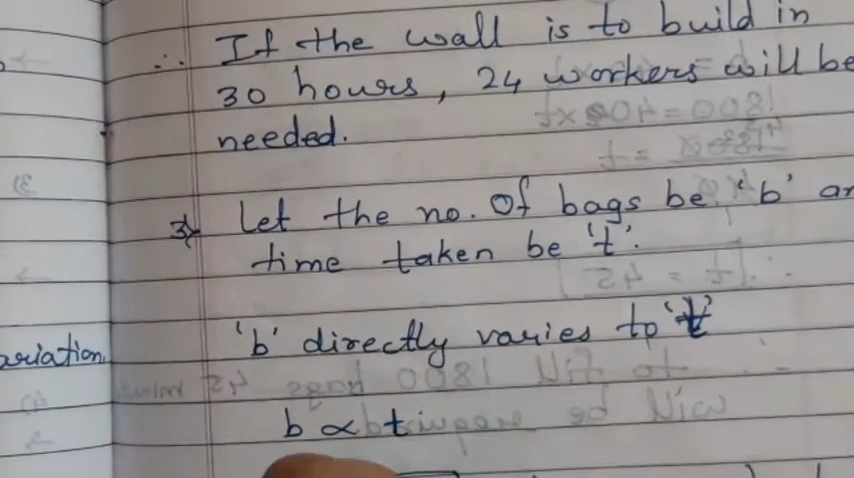 ∴ If the wall is to build in
30 hours, 24 workers will be
needed.
3) Let the no. of bags be 'b' an
time taken be 't'.
ariation
'b' directly varies to 't'
b ∝ t